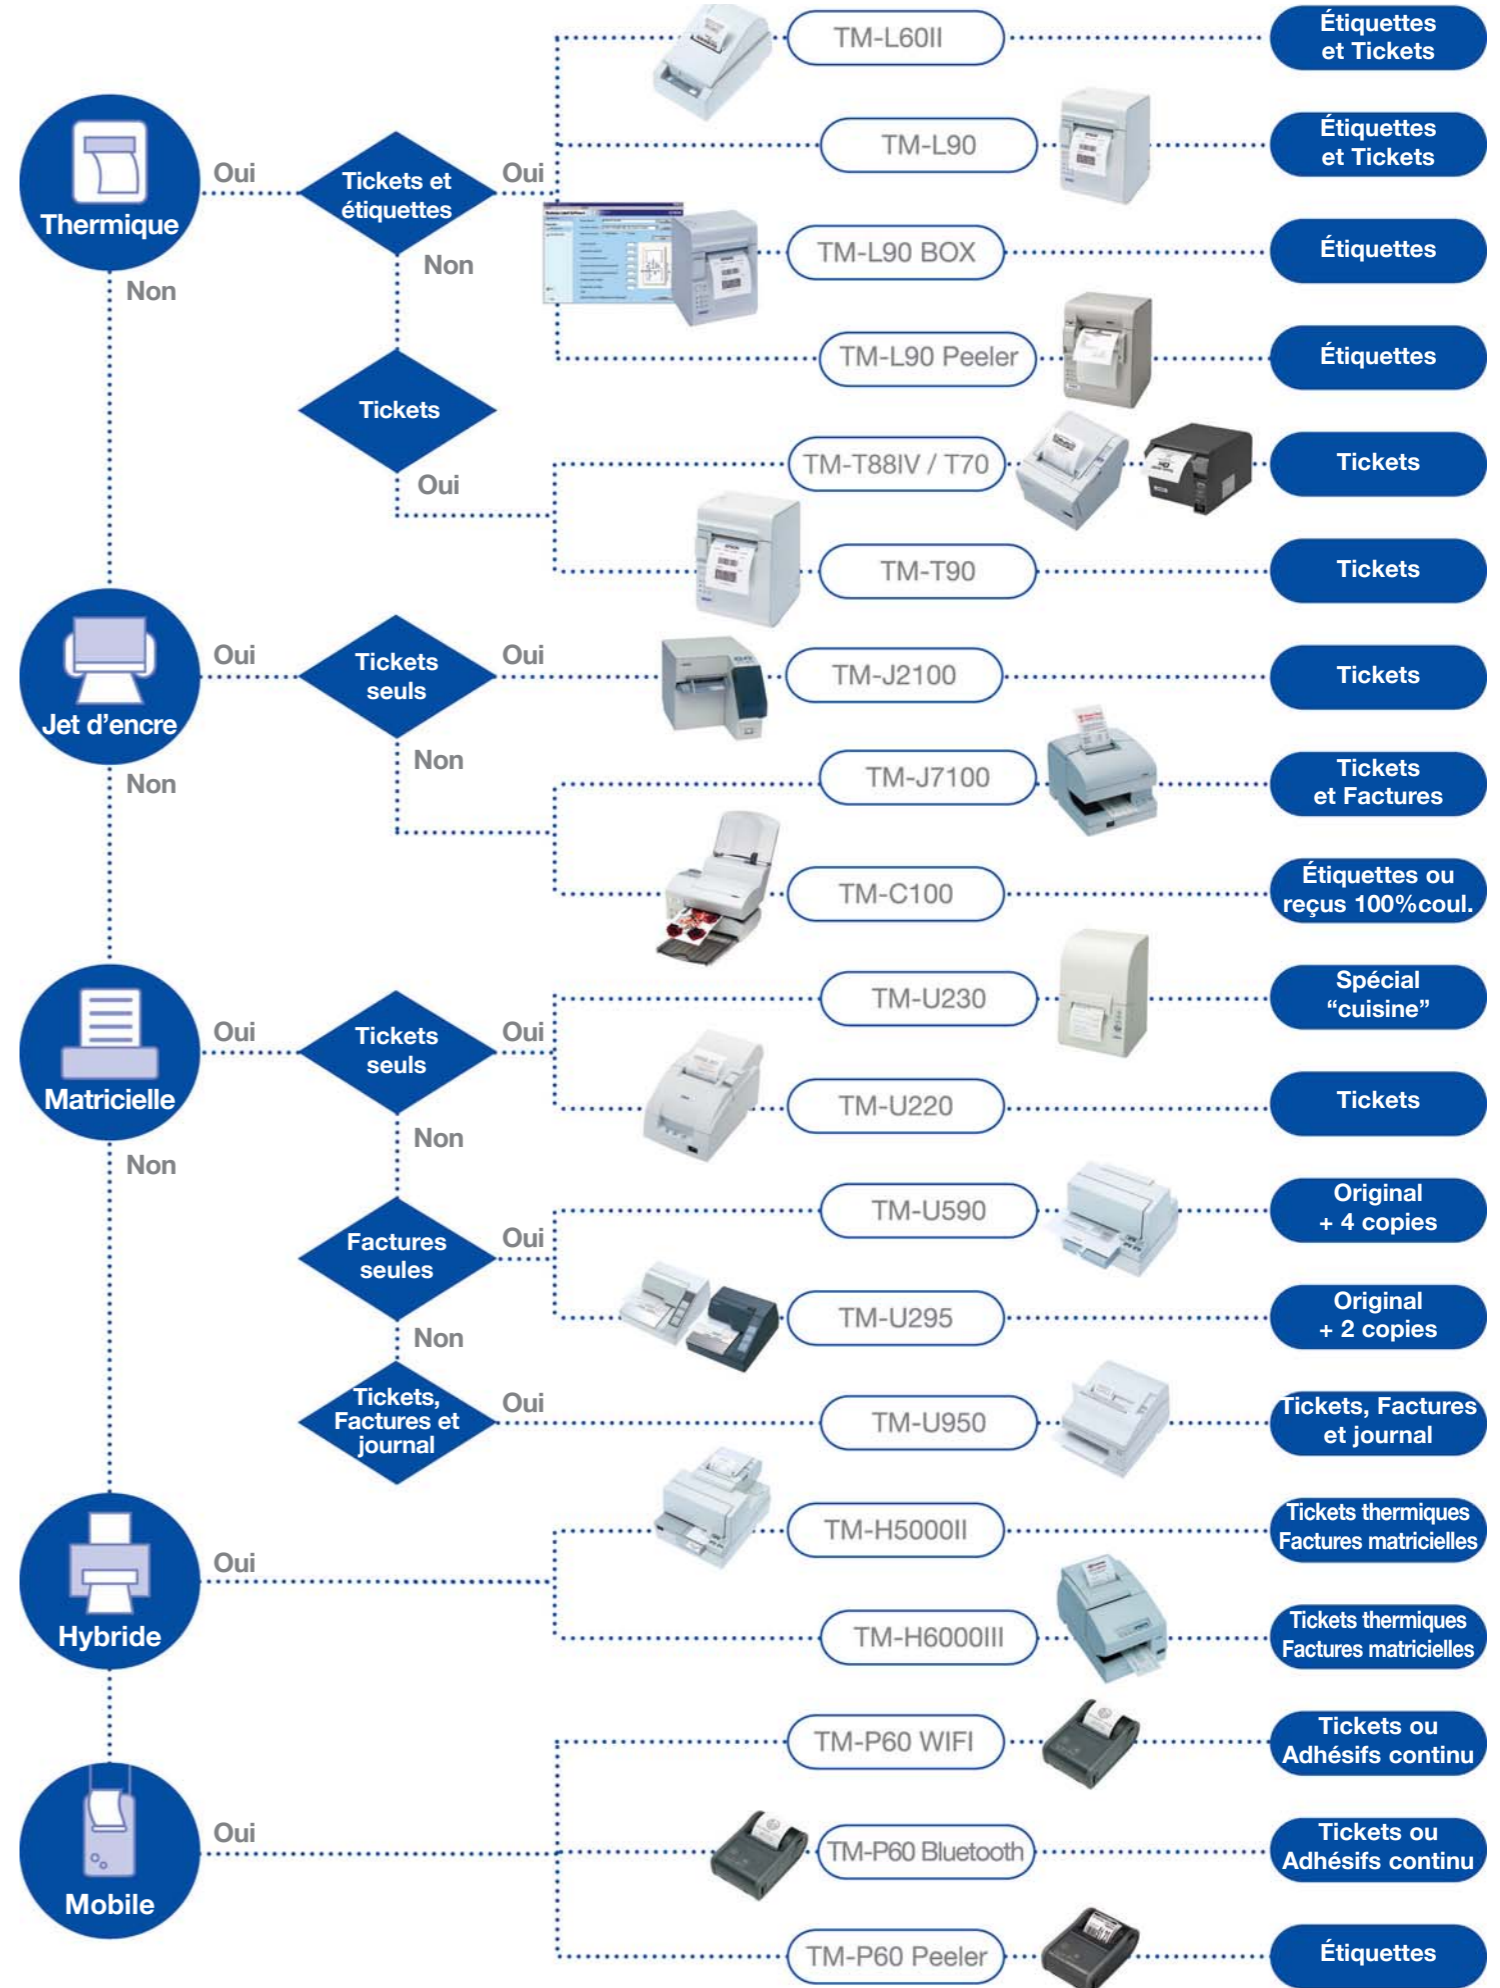 TM-L60II
Étiquettes
et Tickets
TM-L90
Étiquettes
et Tickets
Thermique
Oui
Tickets et
étiquettes
Oui
Non
Non
TM-L90 BOX
Étiquettes
TM-L90 Peeler
Étiquettes
Tickets
Oui
TM-T88IV / T70
Tickets
TM-T90
Tickets
Jet d'encre
Oui
Tickets
seuls
Oui
TM-J2100
Tickets
Non
Non
TM-J7100
Tickets
et Factures
TM-C100
Étiquettes ou
reçus 100%coul.
Matricielle
Oui
Tickets
seuls
Oui
TM-U230
Spécial
“cuisine”
TM-U220
Tickets
Non
Non
Factures
seules
Oui
TM-U590
Original
+ 4 copies
TM-U295
Original
+ 2 copies
Non
Tickets,
Factures et
journal
Oui
TM-U950
Tickets, Factures
et journal
Hybride
Oui
TM-H5000II
Tickets thermiques
Factures matricielles
TM-H6000III
Tickets thermiques
Factures matricielles
Mobile
Oui
TM-P60 WIFI
Tickets ou
Adhésifs continu
TM-P60 Bluetooth
Tickets ou
Adhésifs continu
TM-P60 Peeler
Étiquettes